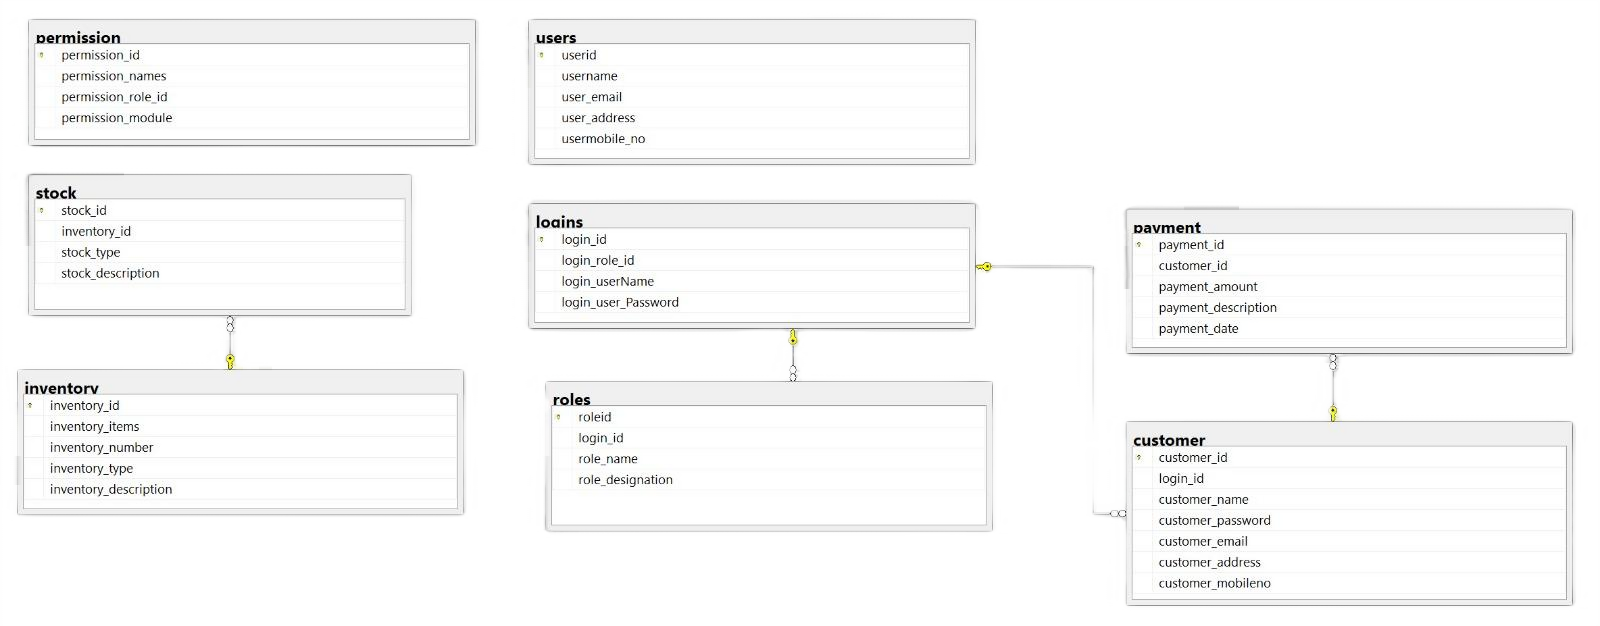 permission
permission_id
permission_names
permission_role_id
permission_module
users
userid
username
user_email
user_address
usermobile_no
stock
stock_id
inventory_id
stock_type
stock_description
logins
login_id
login_role_id
login_userName
login_user_Password
payment
payment_id
customer_id
payment_amount
payment_description
payment_date
inventory
inventory_id
inventory_items
inventory_number
inventory_type
inventory_description
roles
roleid
login_id
role_name
role_designation
customer
customer_id
login_id
customer_name
customer_password
customer_email
customer_address
customer_mobileno